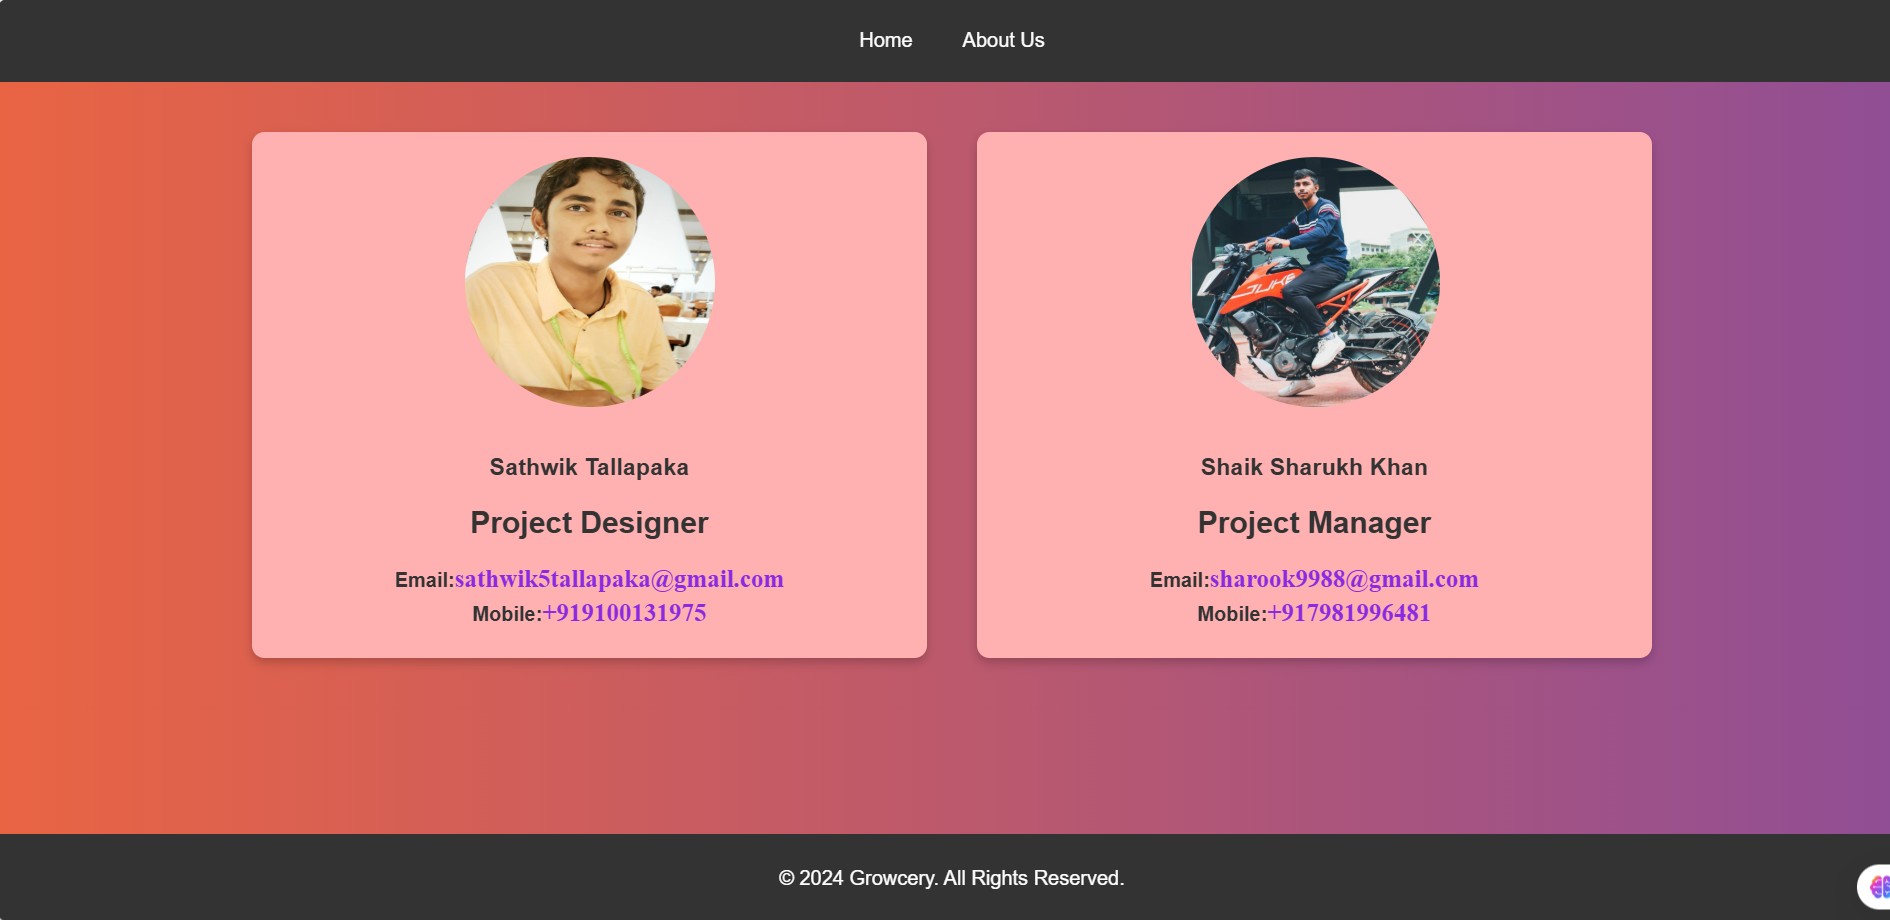 Home About Us
Sathwik Tallapaka
Project Designer
Email:sathwik5tallapaka@gmail.com
Mobile:+919100131975
DUKE
Shaik Sharukh Khan
Project Manager
Email:sharook9988@gmail.com
Mobile:+917981996481
© 2024 Growcery. All Rights Reserved.